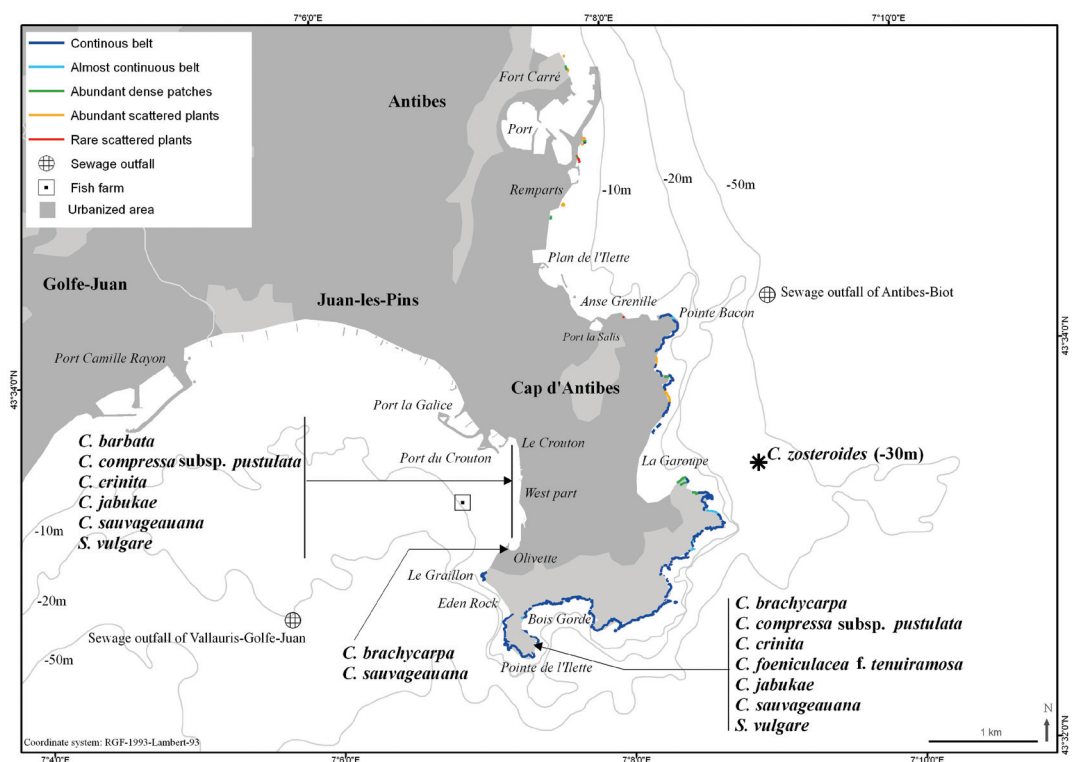 7°6'0"E
7°8'0"E
7°10'0"E
Continous belt
Almost continuous belt
Abundant dense patches
Abundant scattered plants
Rare scattered plants
Sewage outfall
Fish farm
Urbanized area
Fort Carré
Antibes
Port
Remparts
-10m
-20m
-50m
Plan de l'Ilette
Golfe-Juan
Juan-les-Pins
Anse Grenille
Pointe Bacon
Sewage outfall of Antibes-Biot
Port la Salis
43°34'0"N
43°34'0"N
Port Camille Rayon
Cap d'Antibes
Port la Galice
Le Crouton
Port du Crouton
La Garoupe
C. zosteroides (-30m)
West part
C. barbata
C. compressa subsp. pustulata
C. crinita
C. jabukae
C. sauvageauana
S. vulgare
-10m
-20m
-50m
Olivette
Le Graillon
Eden Rock
Bois Gorde
Sewage outfall of Vallauris-Golfe-Juan
C. brachycarpa
C. sauvageauana
Pointe de l'Ilette
C. brachycarpa
C. compressa subsp. pustulata
C. crinita
C. foeniculacea f. tenuiramosa
C. jabukae
C. sauvageauana
S. vulgare
N
1 km
43°32'0"N
Coordinate system: RGF-1993-Lambert-93
7°4'0"E
7°6'0"E
7°8'0"E
7°10'0"E